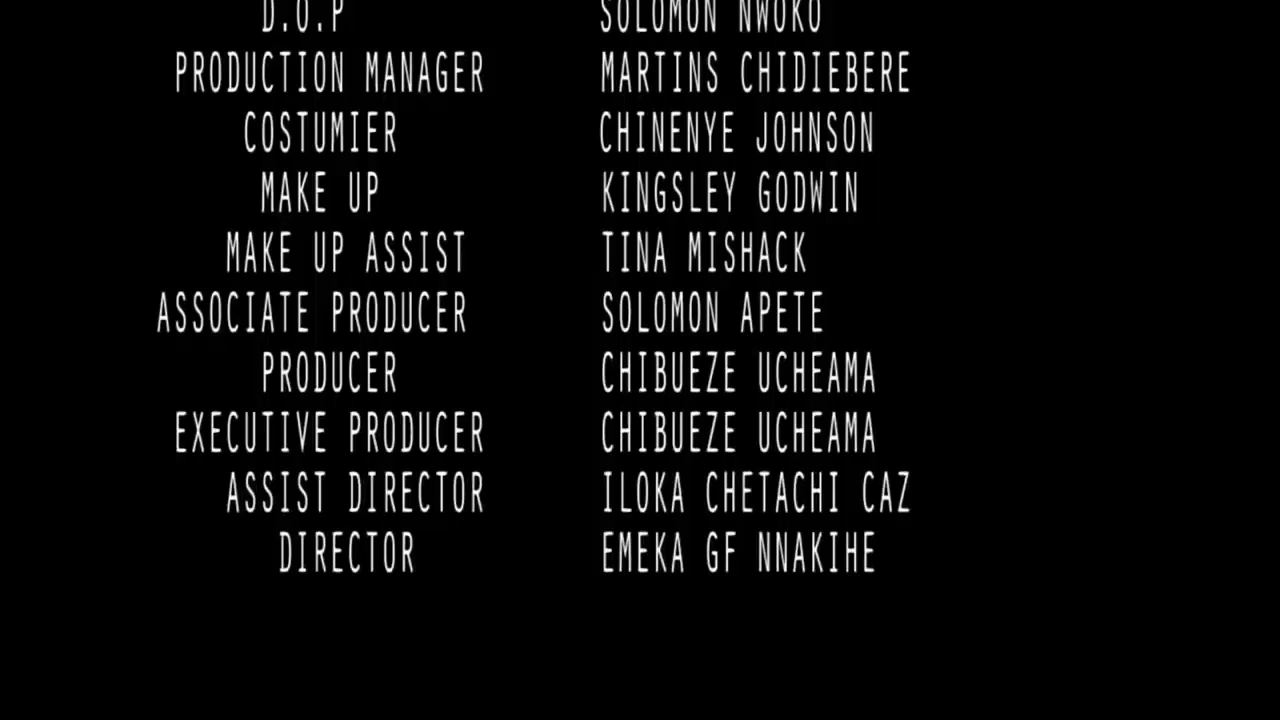 D.O.P SOLOMON NWOKO
PRODUCTION MANAGER MARTINS CHIDIEBERE
COSTUMIER CHINENYE JOHNSON
MAKE UP KINGSLEY GODWIN
MAKE UP ASSIST TINA MISHACK
ASSOCIATE PRODUCER SOLOMON APETE
PRODUCER CHIBUEZE UCHEAMA
EXECUTIVE PRODUCER CHIBUEZE UCHEAMA
ASSIST DIRECTOR ILOKA CHETACHI CAZ
DIRECTOR EMEKA GF NNAKIHE